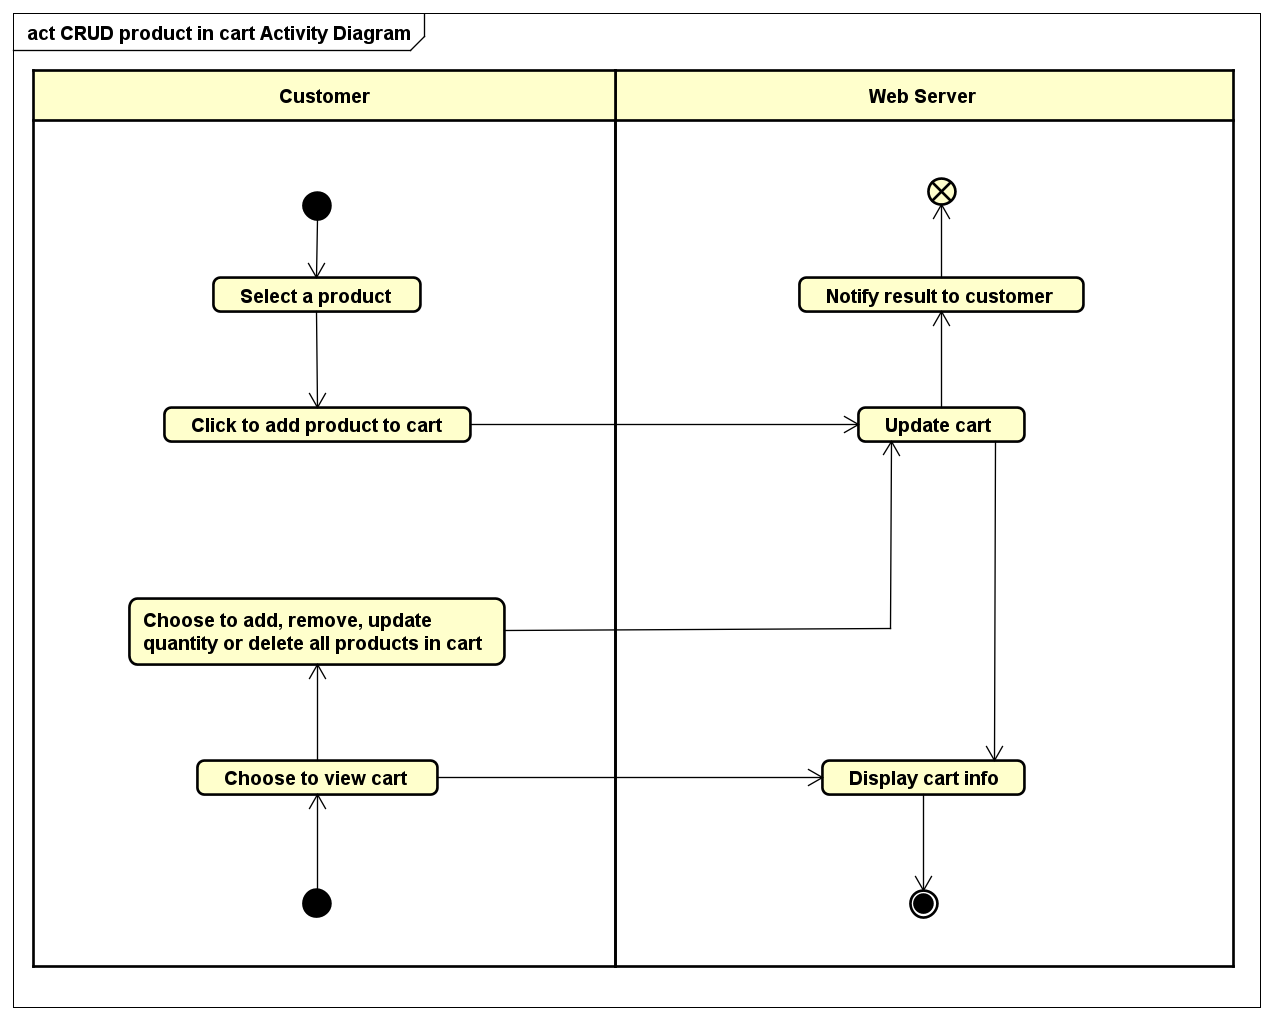 act CRUD product in cart Activity Diagram
Customer
Web Server
Select a product
Notify result to customer
Click to add product to cart
Update cart
Choose to add, remove, update
quantity or delete all products in cart
Choose to view cart
Display cart info